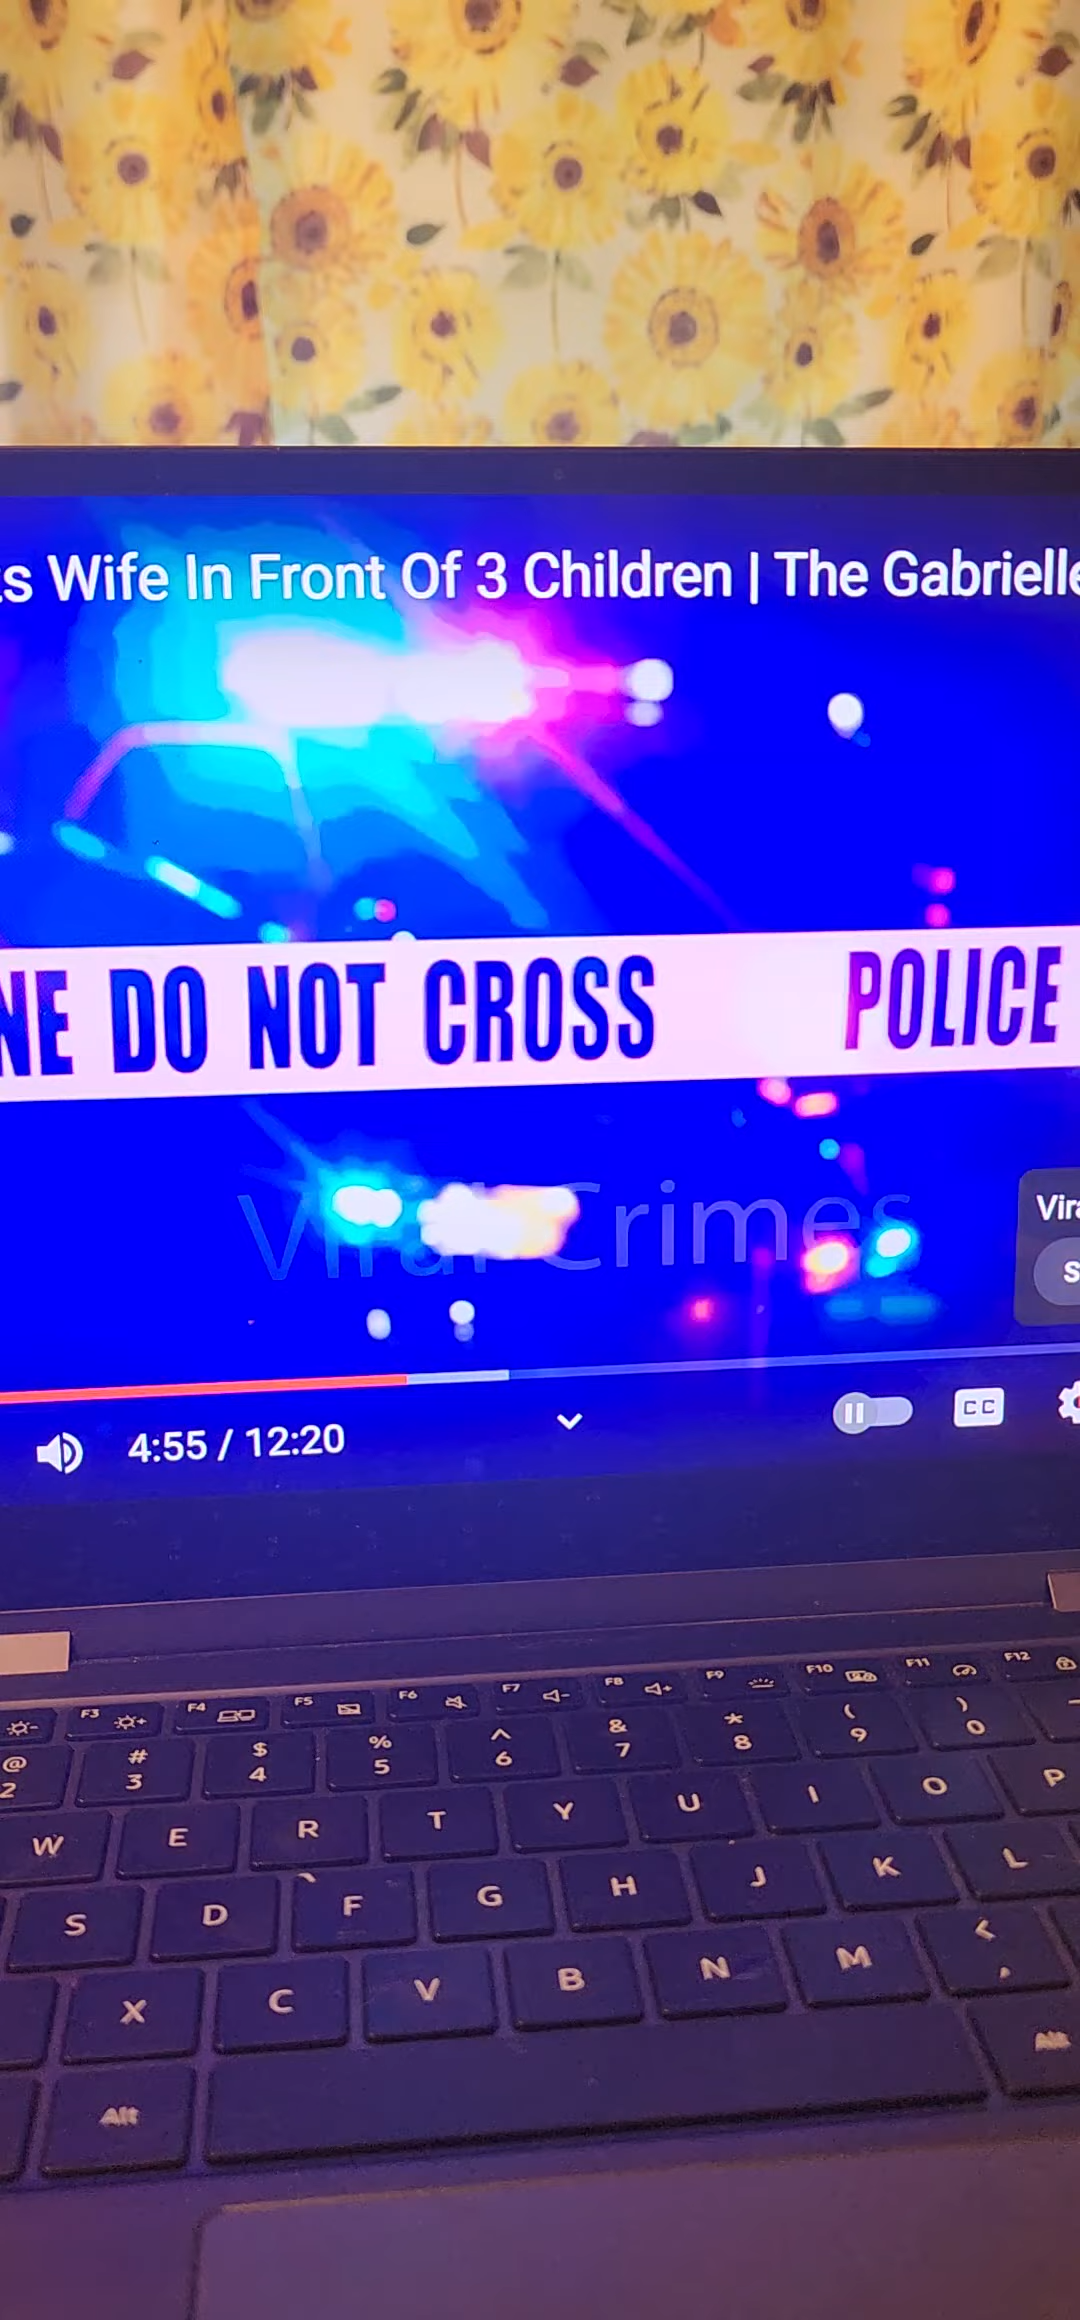 s Wife In Front Of 3 Children | The Gabrielle
NE DO NOT CROSS POLICE
Viral Crimes
Vira
S
4:55 / 12:20
CC
F3 F4 F5 F6 F7 F8 F9 F10 F11 F12
@ # $ % ^ & * ( )
2 3 4 5 6 7 8 9 0
W E R T Y U I O P
S D F G H J K L
X C V B N M < ,
Alt Alt